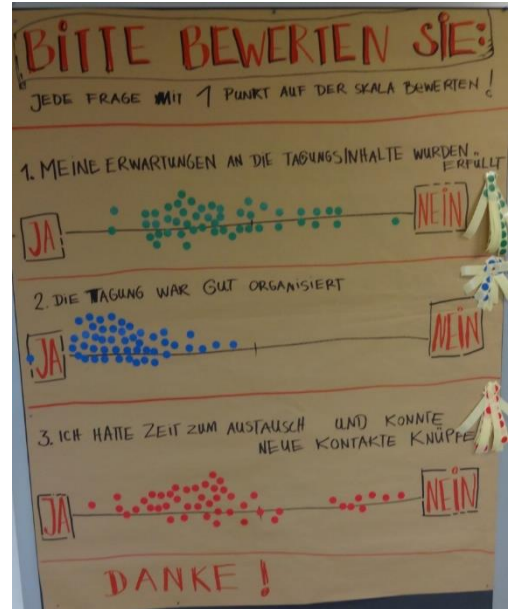 BITTE BEWERTEN SIE:
JEDE FRAGE MIT 1 PUNKT AUF DER SKALA BEWERTEN!
1. MEINE ERWARTUNGEN AN DIE TAGUNGSINHALTE WURDEN
ERFÜLLT
JA
NEIN
2. DIE TAGUNG WAR GUT ORGANISIERT
JA
NEIN
3. ICH HATTE ZEIT ZUM AUSTAUSCH UND KONNTE
NEUE KONTAKTE KNÜPFE
JA
NEIN
DANKE!